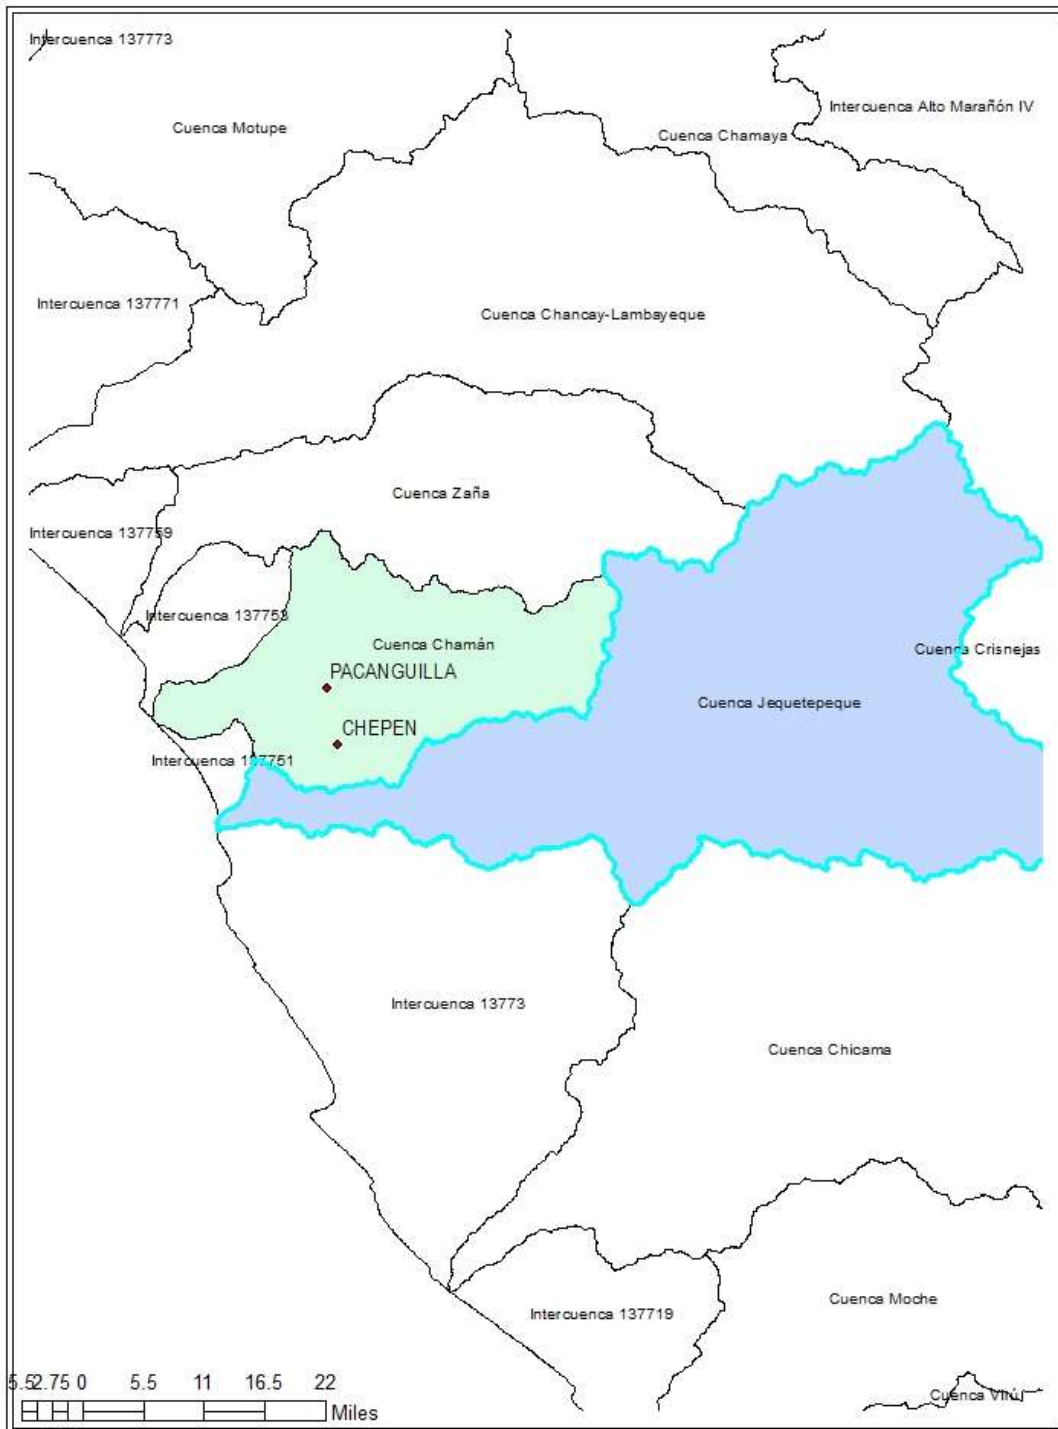 Intercuenca 137773
Intercuenca Alto Marañón IV
Cuenca Motupe
Cuenca Chamaya
Intercuenca 137771
Cuenca Chancay-Lambayeque
Cuenca Zaña
Intercuenca 137759
Intercuenca 137753
Cuenca Chamán
Cuenca Crisnejas
PACANGUILLA
Cuenca Jequetepeque
CHEPEN
Intercuenca 137751
Intercuenca 13773
Cuenca Chicama
Cuenca Moche
Intercuenca 137719
5.5 2.75 0 5.5 11 16.5 22
Cuenca Virú
Miles